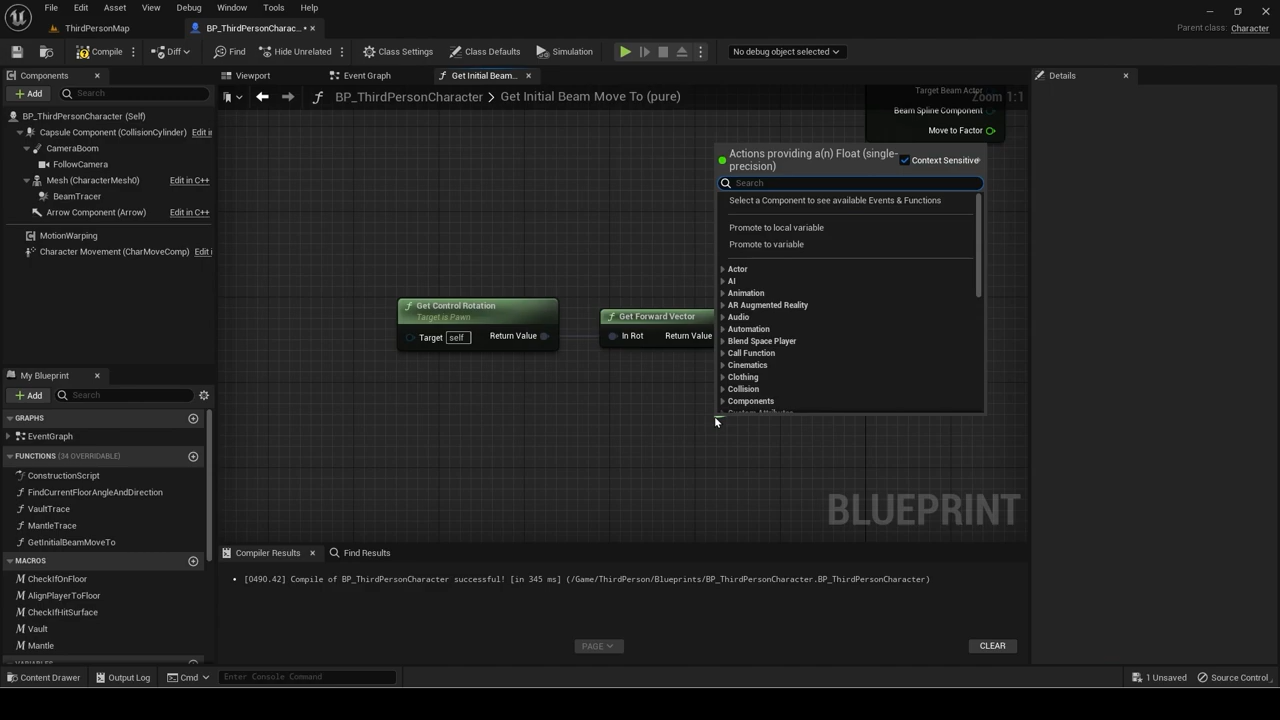 File Edit Asset View Debug Window Tools Help
ThirdPersonMap
BP_ThirdPersonCharac...
Parent class: Character
Compile
Diff
Find
Hide Unrelated
Class Settings
Class Defaults
Simulation
No debug object selected
Components
Viewport
Event Graph
Get Initial Beam...
Details
Add
Search
BP_ThirdPersonCharacter > Get Initial Beam Move To (pure)
Zoom 1:1
BP_ThirdPersonCharacter (Self)
Capsule Component (CollisionCylinder) Edit in
CameraBoom
FollowCamera
Mesh (CharacterMesh0) Edit in C++
BeamTracer
Arrow Component (Arrow) Edit in C++
MotionWarping
Character Movement (CharMoveComp) Edit i
Target Beam Actor
Beam Spline Component
Move to Factor
Actions providing a(n) Float (single-
precision)
Context Sensitive
Search
Select a Component to see available Events & Functions
Promote to local variable
Promote to variable
Actor
AI
Animation
AR Augmented Reality
Audio
Automation
Blend Space Player
Call Function
Cinematics
Clothing
Collision
Components
Get Control Rotation
Target is Pawn
Target self Return Value
Get Forward Vector
In Rot Return Value
BLUEPRINT
My Blueprint
Add
Search
GRAPHS
EventGraph
FUNCTIONS (34 OVERRIDABLE)
ConstructionScript
FindCurrentFloorAngleAndDirection
VaultTrace
MantleTrace
GetInitialBeamMoveTo
MACROS
CheckIfOnFloor
AlignPlayerToFloor
CheckIfHitSurface
Vault
Mantle
Compiler Results
Find Results
[0490.42] Compile of BP_ThirdPersonCharacter successful! [in 345 ms] (/Game/ThirdPerson/Blueprints/BP_ThirdPersonCharacter.BP_ThirdPersonCharacter)
PAGE
CLEAR
Content Drawer
Output Log
Cmd
Enter Console Command
1 Unsaved
Source Control